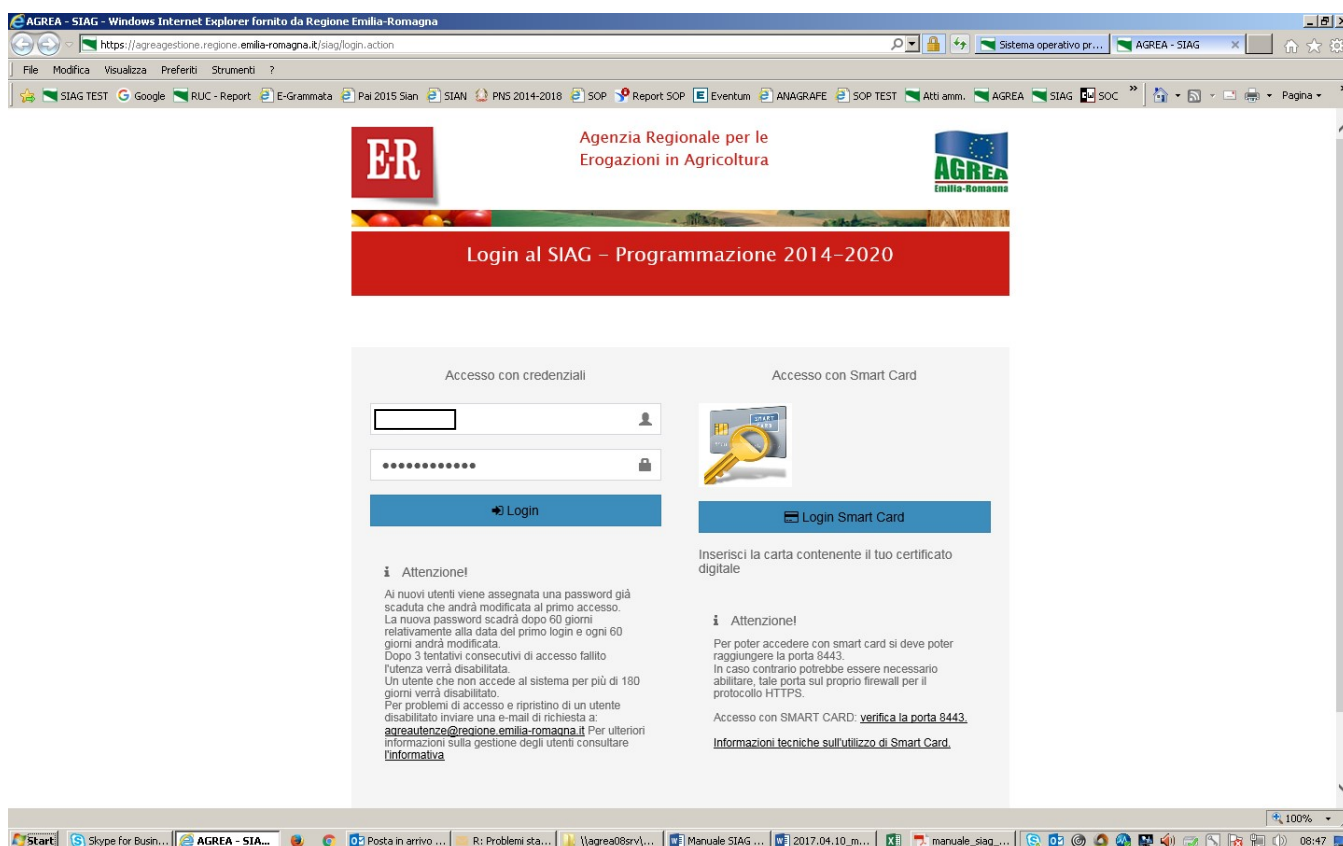 AGREA - SIAG - Windows Internet Explorer fornito da Regione Emilia-Romagna
https://agreagestione.regione.emilia-romagna.it/siag/login.action
Sistema operativo pr...
AGREA - SIAG
File Modifica Visualizza Preferiti Strumenti ?
SIAG TEST Google RUC - Report E-Grammata Pai 2015 Sian SIAN PNS 2014-2018 SOP Report SOP Eventum ANAGRAFE SOP TEST Atti amm. AGREA SIAG SOC » Pagina
E·R
Agenzia Regionale per le
Erogazioni in Agricoltura
AGREA
Emilia-Romagna
Login al SIAG – Programmazione 2014–2020
Accesso con credenziali
Login
Attenzione!
Ai nuovi utenti viene assegnata una password già
scaduta che andrà modificata al primo accesso.
La nuova password scadrà dopo 60 giorni
relativamente alla data del primo login e ogni 60
giorni andrà modificata.
Dopo 3 tentativi consecutivi di accesso fallito
l'utenza verrà disabilitata.
Un utente che non accede al sistema per più di 180
giorni verrà disabilitato.
Per problemi di accesso e ripristino di un utente
disabilitato inviare una e-mail di richiesta a:
agreautenze@regione.emilia-romagna.it Per ulteriori
informazioni sulla gestione degli utenti consultare
l'informativa
Accesso con Smart Card
SMART CARD
Login Smart Card
Inserisci la carta contenente il tuo certificato
digitale
Attenzione!
Per poter accedere con smart card si deve poter
raggiungere la porta 8443.
In caso contrario potrebbe essere necessario
abilitare, tale porta sul proprio firewall per il
protocollo HTTPS.
Accesso con SMART CARD: verifica la porta 8443.
Informazioni tecniche sull'utilizzo di Smart Card.
100%
Start Skype for Busin... AGREA - SIA... Posta in arrivo ... R: Problemi sta... \\agrea08srv\... Manuale SIAG ... 2017.04.10_m... manuale_siag_... 08:47